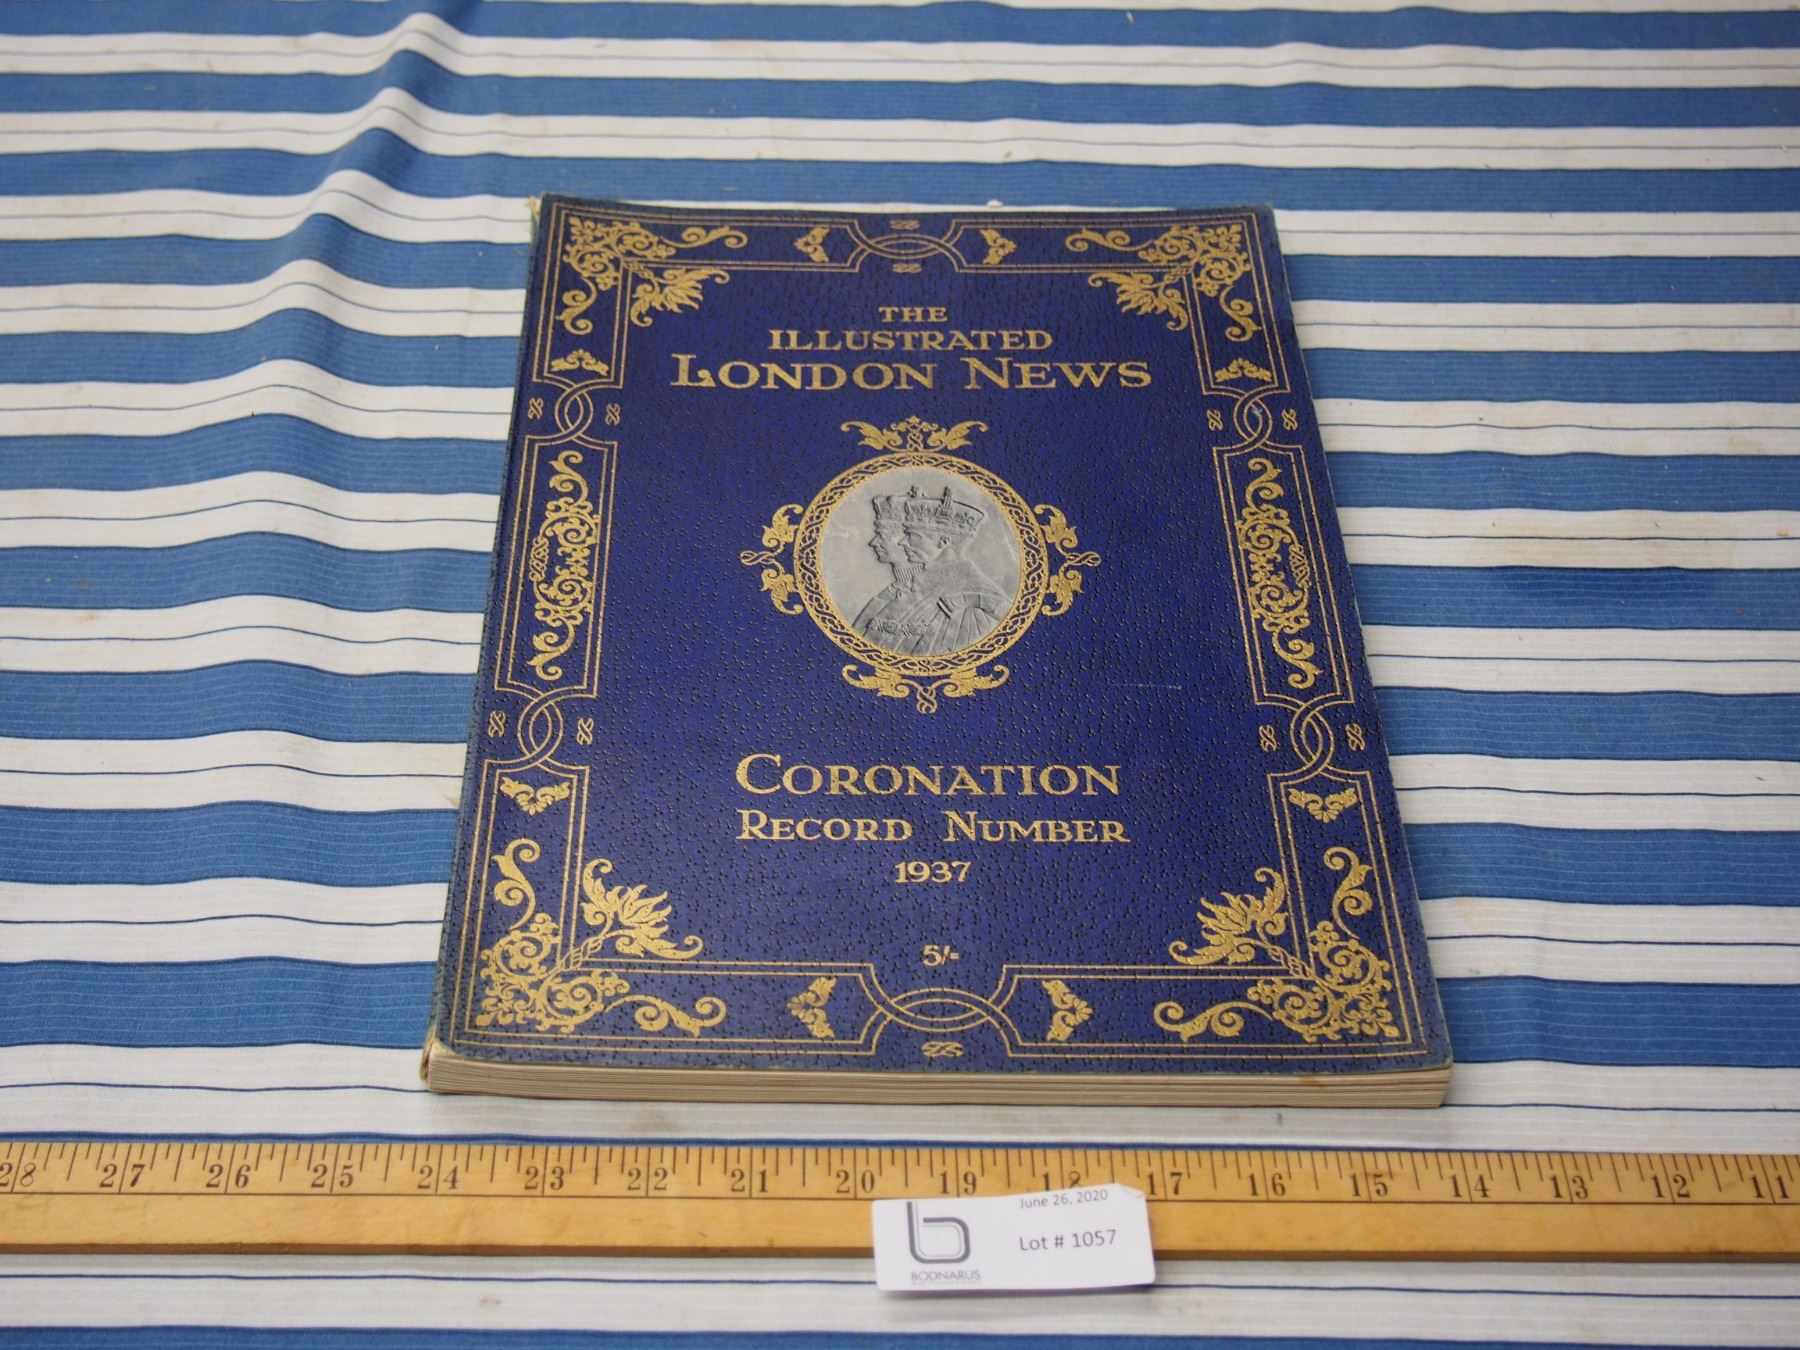 THE
ILLUSTRATED
LONDON NEWS
CORONATION
RECORD NUMBER
1937
5/-
28 27 26 25 24 23 22 21 20 19 18 17 16 15 14 13 12 11
June 26, 2020
Lot # 1057
b
BODNARUS